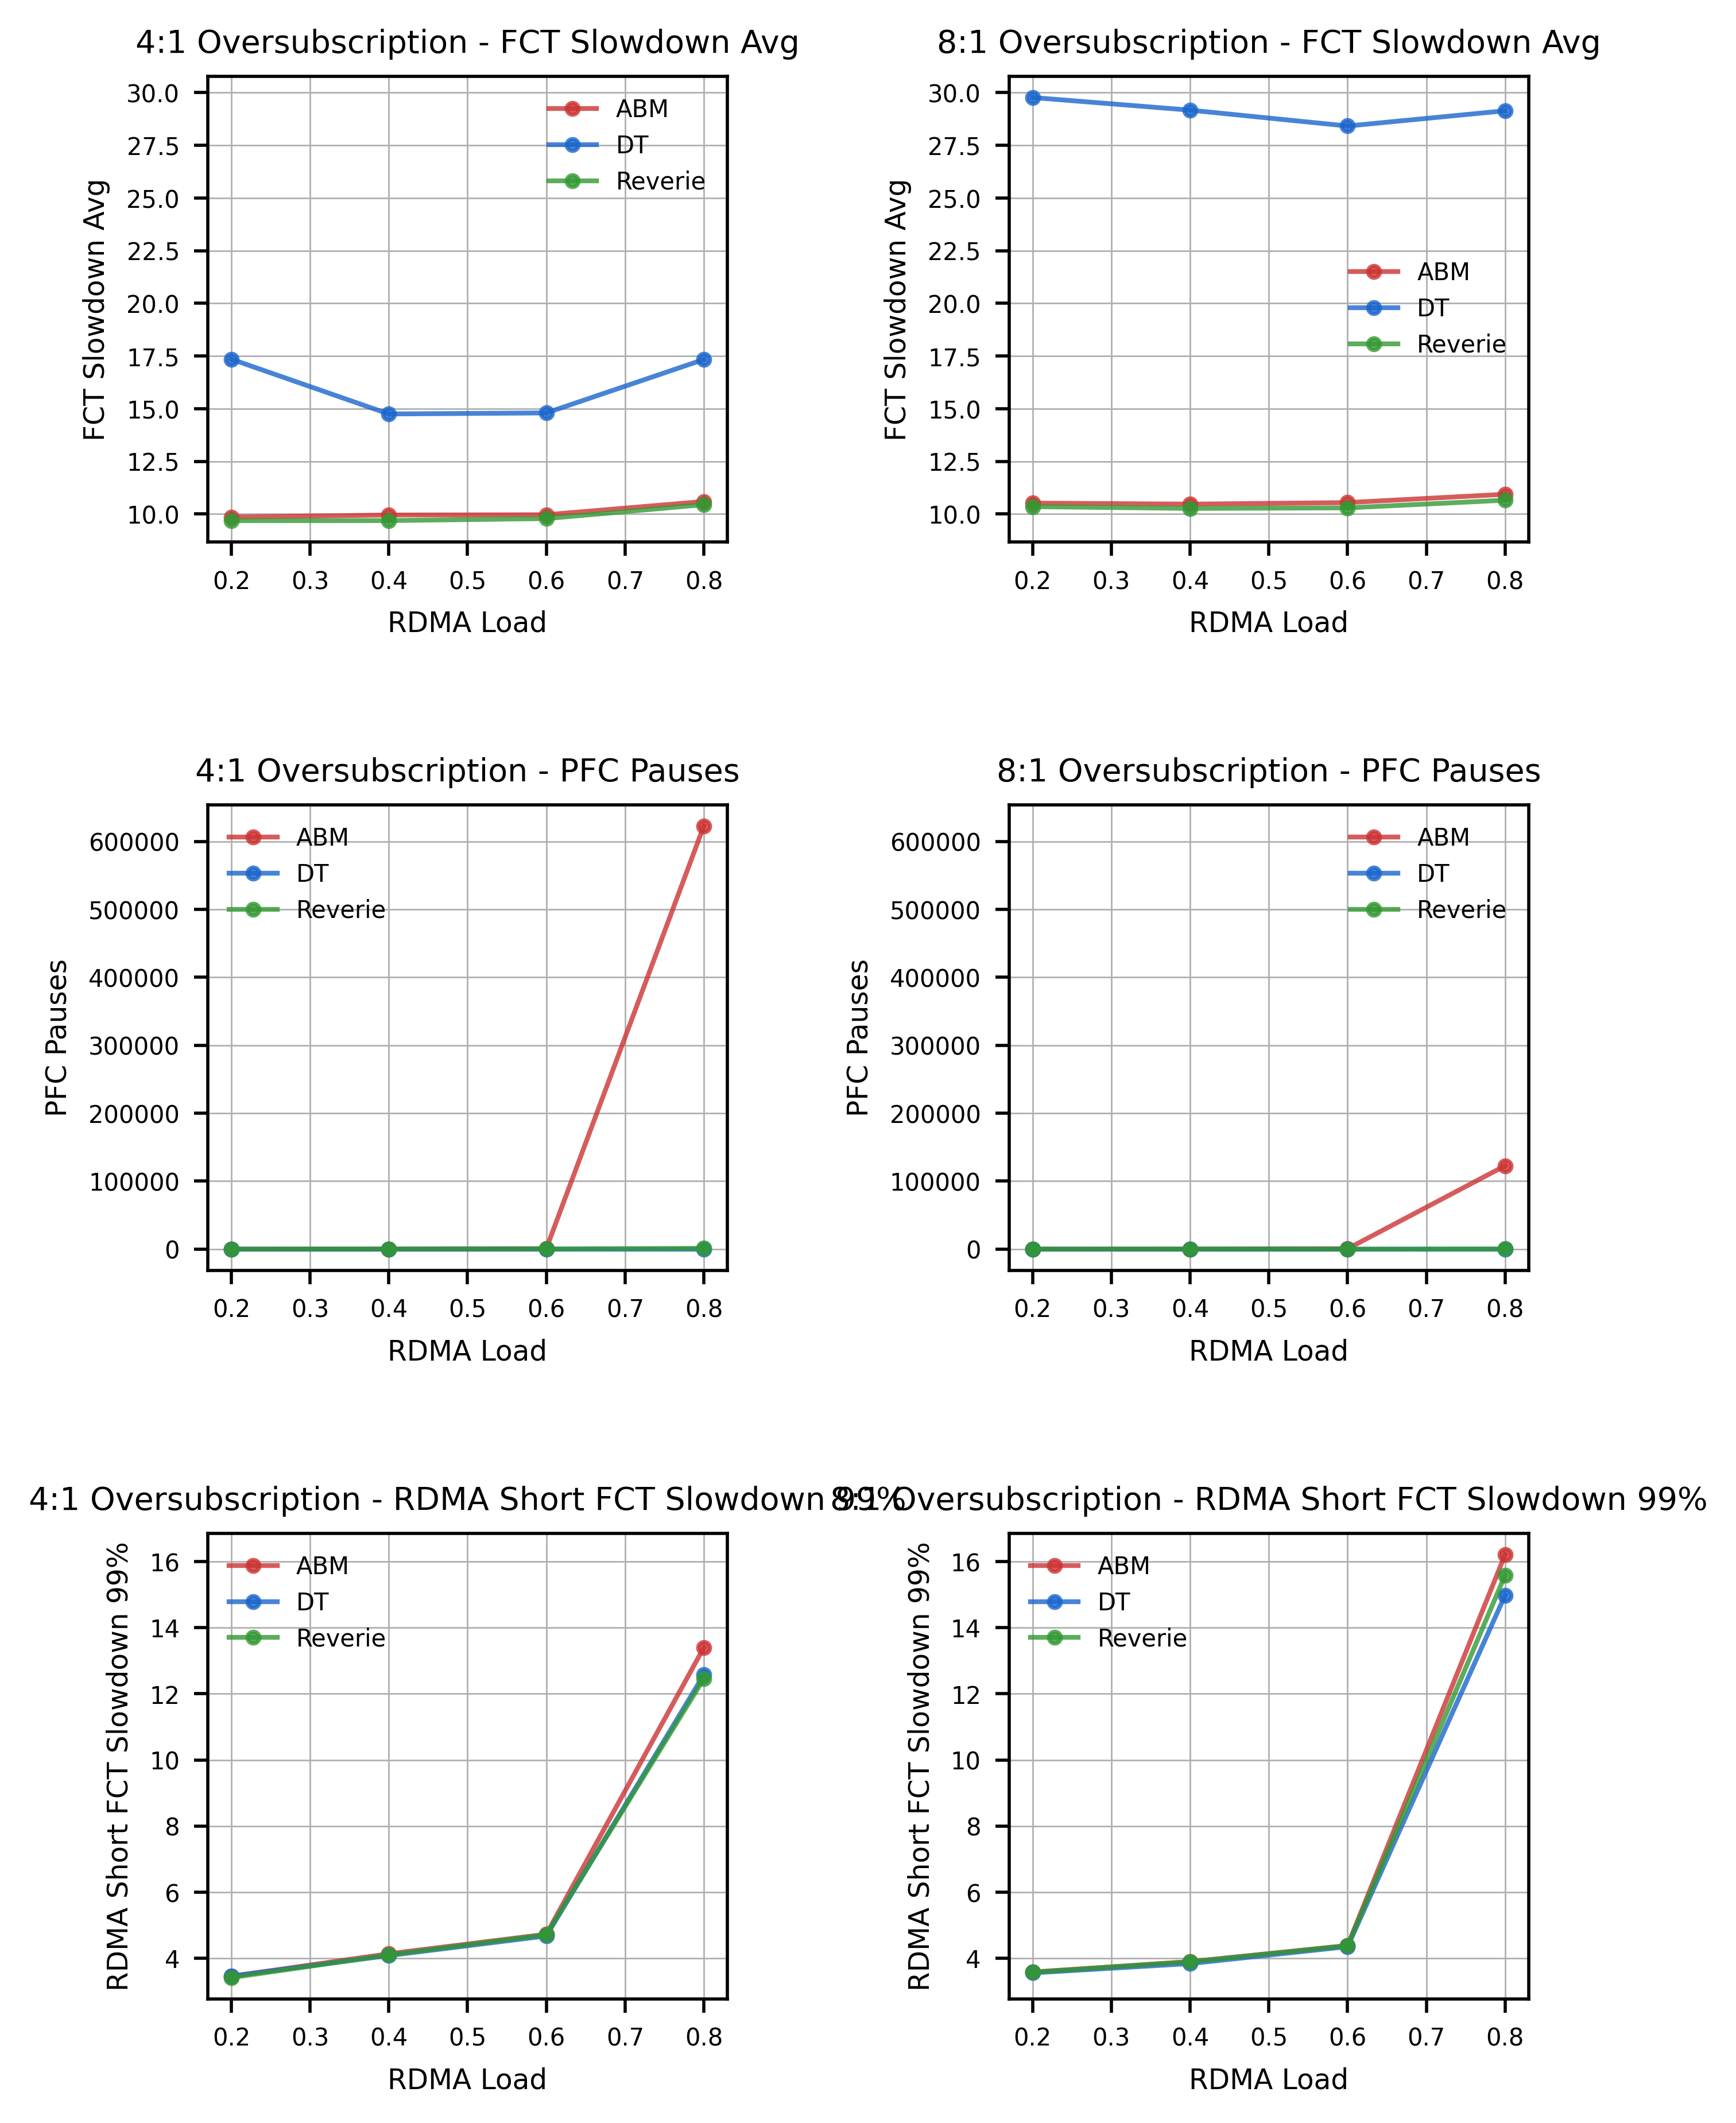 4:1 Oversubscription - FCT Slowdown Avg
FCT Slowdown Avg
30.0
27.5
25.0
22.5
20.0
17.5
15.0
12.5
10.0
ABM
DT
Reverie
0.2 0.3 0.4 0.5 0.6 0.7 0.8
RDMA Load
8:1 Oversubscription - FCT Slowdown Avg
FCT Slowdown Avg
30.0
27.5
25.0
22.5
20.0
17.5
15.0
12.5
10.0
ABM
DT
Reverie
0.2 0.3 0.4 0.5 0.6 0.7 0.8
RDMA Load
4:1 Oversubscription - PFC Pauses
PFC Pauses
600000
500000
400000
300000
200000
100000
0
ABM
DT
Reverie
0.2 0.3 0.4 0.5 0.6 0.7 0.8
RDMA Load
8:1 Oversubscription - PFC Pauses
PFC Pauses
600000
500000
400000
300000
200000
100000
0
ABM
DT
Reverie
0.2 0.3 0.4 0.5 0.6 0.7 0.8
RDMA Load
4:1 Oversubscription - RDMA Short FCT Slowdown 99%
RDMA Short FCT Slowdown 99%
16
14
12
10
8
6
4
ABM
DT
Reverie
0.2 0.3 0.4 0.5 0.6 0.7 0.8
RDMA Load
8:1 Oversubscription - RDMA Short FCT Slowdown 99%
RDMA Short FCT Slowdown 99%
16
14
12
10
8
6
4
ABM
DT
Reverie
0.2 0.3 0.4 0.5 0.6 0.7 0.8
RDMA Load